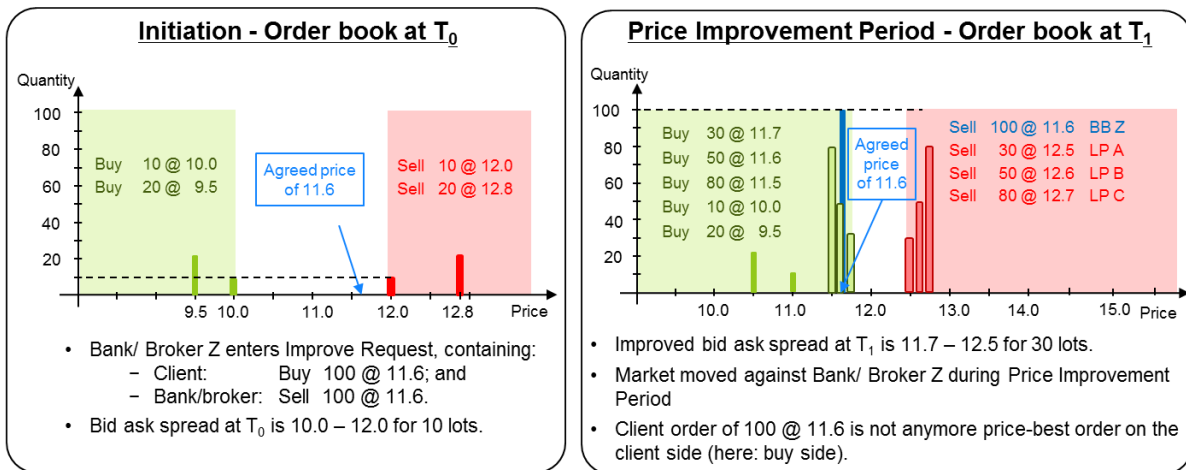 Initiation - Order book at T0
Quantity
100
80
60
40
20
Buy 10 @ 10.0
Buy 20 @ 9.5
Agreed price
of 11.6
Sell 10 @ 12.0
Sell 20 @ 12.8
9.5 10.0 11.0 12.0 12.8 Price
• Bank/ Broker Z enters Improve Request, containing:
− Client: Buy 100 @ 11.6; and
− Bank/broker: Sell 100 @ 11.6.
• Bid ask spread at T0 is 10.0 – 12.0 for 10 lots.
Price Improvement Period - Order book at T1
Quantity
100
80
60
40
20
Buy 30 @ 11.7
Buy 50 @ 11.6
Buy 80 @ 11.5
Buy 10 @ 10.0
Buy 20 @ 9.5
Agreed
price
of 11.6
Sell 100 @ 11.6 BB Z
Sell 30 @ 12.5 LP A
Sell 50 @ 12.6 LP B
Sell 80 @ 12.7 LP C
10.0 11.0 12.0 13.0 14.0 15.0 Price
• Improved bid ask spread at T1 is 11.7 – 12.5 for 30 lots.
• Market moved against Bank/ Broker Z during Price Improvement
Period
• Client order of 100 @ 11.6 is not anymore price-best order on the
client side (here: buy side).